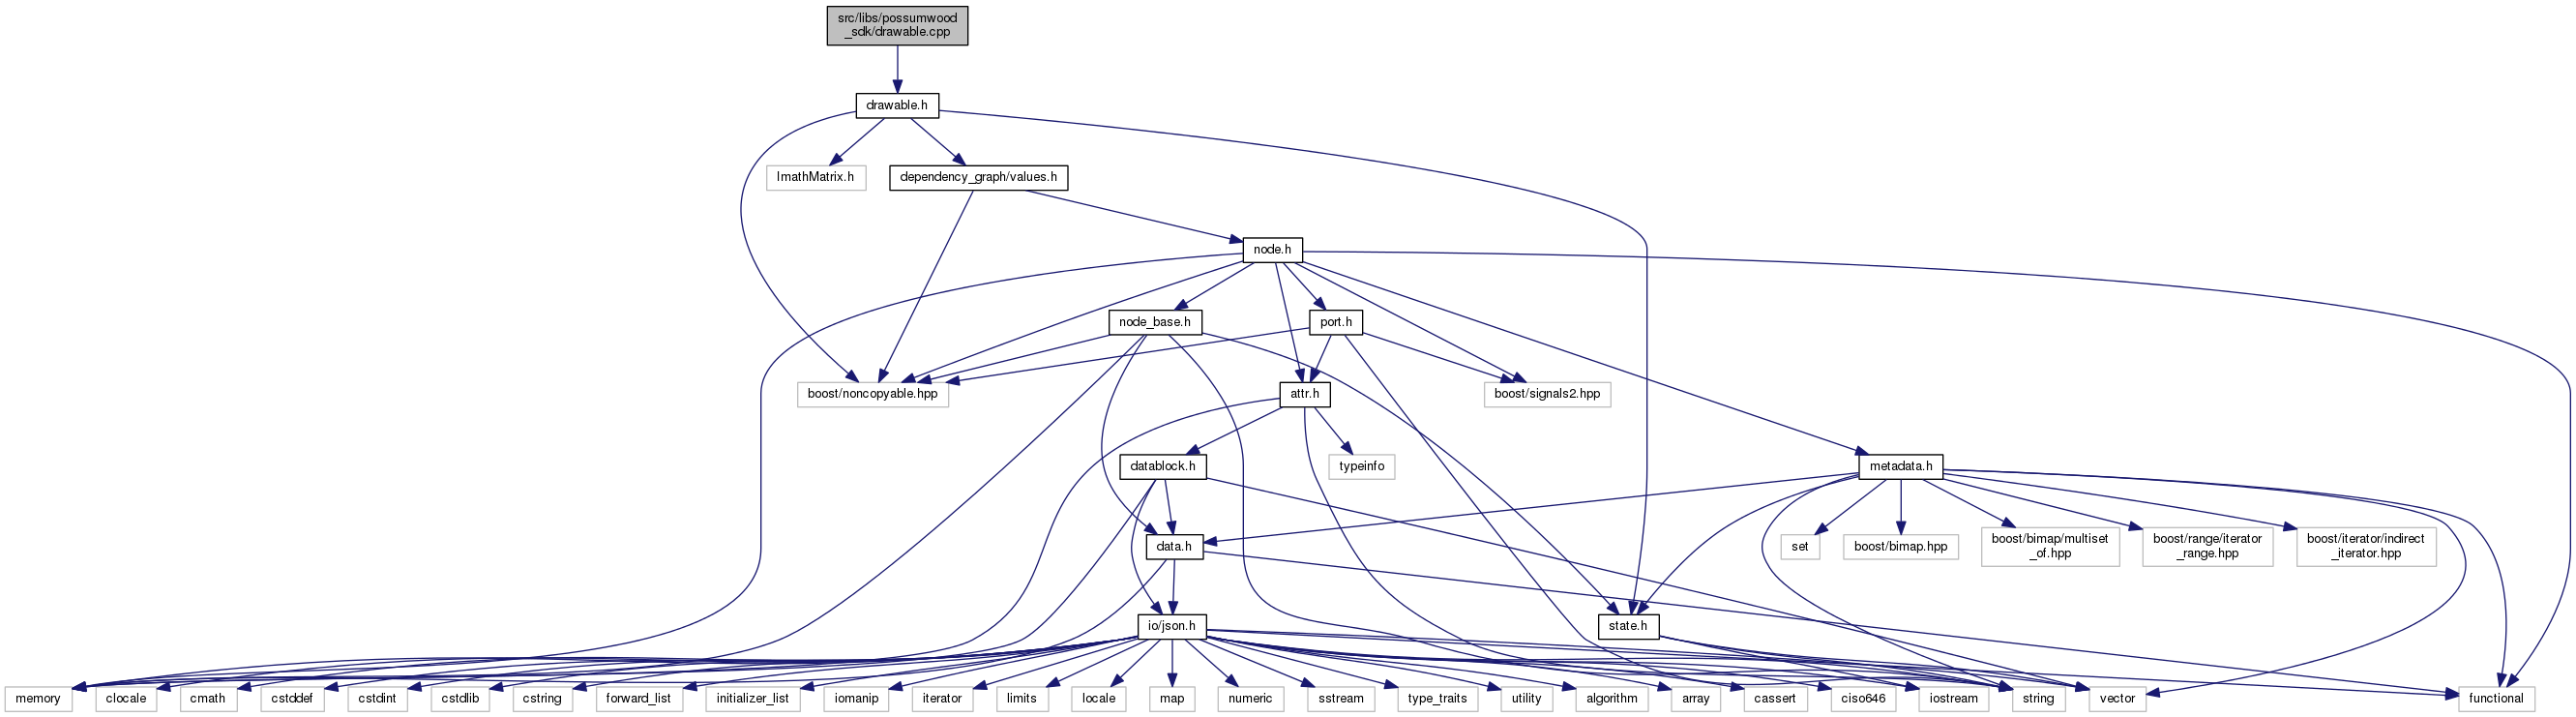 src/libs/possumwood
_sdk/drawable.cpp
drawable.h
ImathMatrix.h
dependency_graph/values.h
node.h
node_base.h
port.h
boost/noncopyable.hpp
attr.h
boost/signals2.hpp
datablock.h
typeinfo
metadata.h
data.h
set
boost/bimap.hpp
boost/bimap/multiset
_of.hpp
boost/range/iterator
_range.hpp
boost/iterator/indirect
_iterator.hpp
io/json.h
state.h
memory
clocale
cmath
cstddef
cstdint
cstdlib
cstring
forward_list
initializer_list
iomanip
iterator
limits
locale
map
numeric
sstream
type_traits
utility
algorithm
array
cassert
ciso646
iostream
string
vector
functional